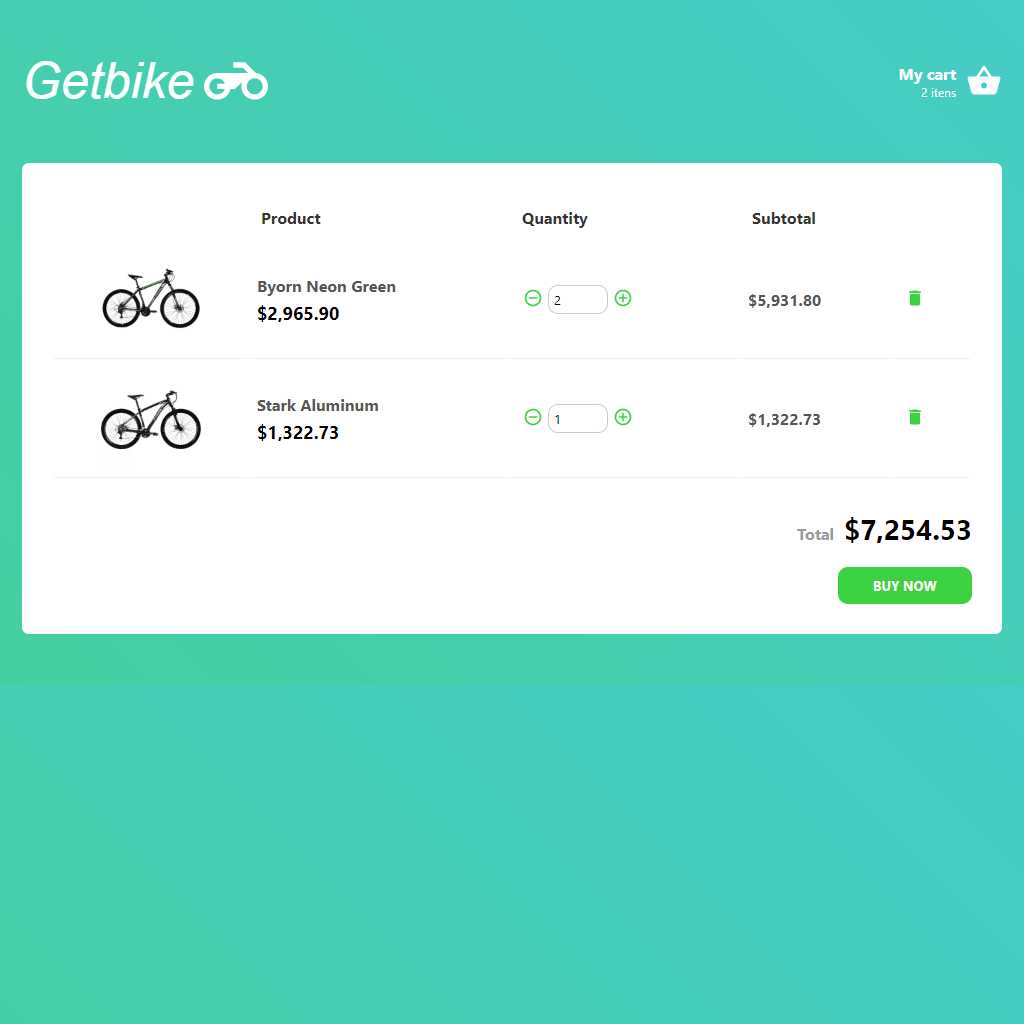 Getbike
My cart
2 itens
Product Quantity Subtotal
Byorn Neon Green
$2,965.90
2
$5,931.80
Stark Aluminum
$1,322.73
1
$1,322.73
Total $7,254.53
BUY NOW